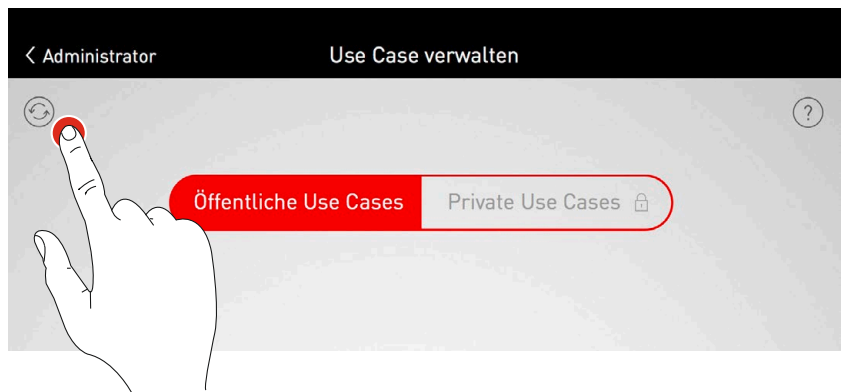 Administrator
Use Case verwalten
?
Öffentliche Use Cases
Private Use Cases